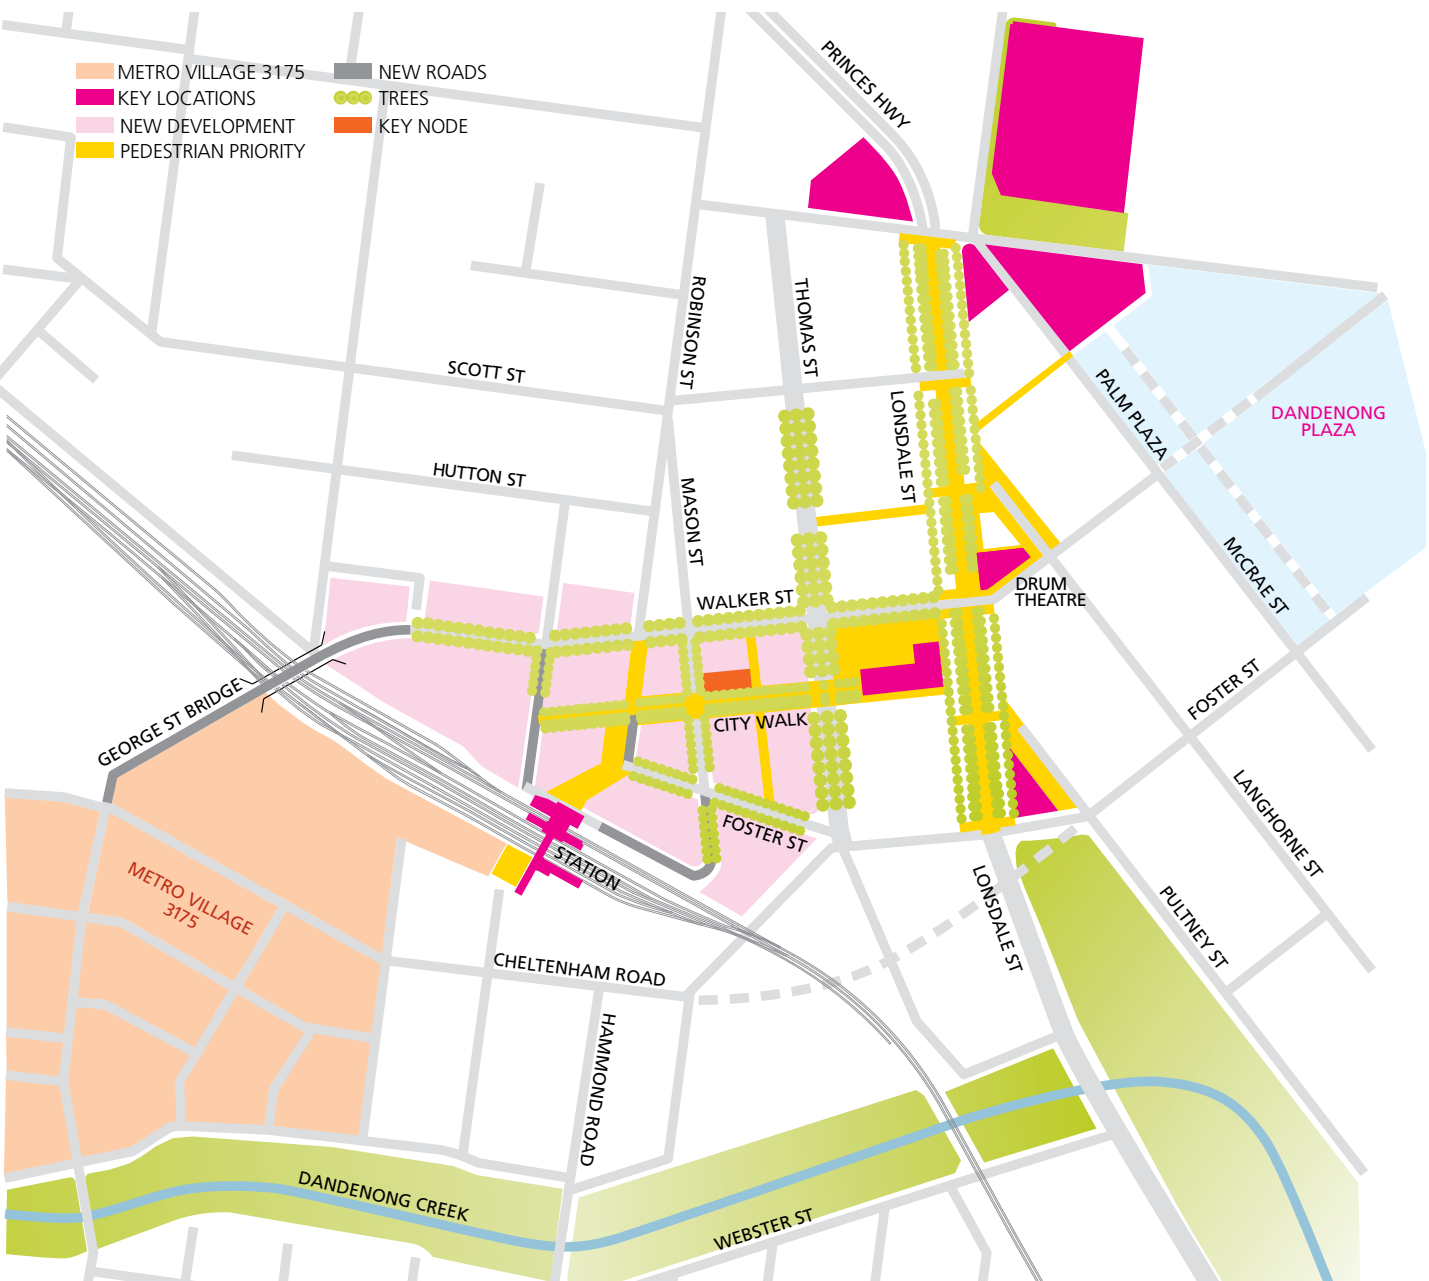 METRO VILLAGE 3175
KEY LOCATIONS
NEW DEVELOPMENT
PEDESTRIAN PRIORITY
NEW ROADS
TREES
KEY NODE
PRINCES HWY
ROBINSON ST
THOMAS ST
SCOTT ST
LONSDALE ST
PALM PLAZA
DANDENONG
PLAZA
HUTTON ST
MASON ST
McCRAE ST
WALKER ST
DRUM
THEATRE
GEORGE ST BRIDGE
CITY WALK
FOSTER ST
FOSTER ST
LANGHORNE ST
STATION
METRO VILLAGE
3175
LONSDALE ST
PULTNEY ST
CHELTENHAM ROAD
HAMMOND ROAD
DANDENONG CREEK
WEBSTER ST